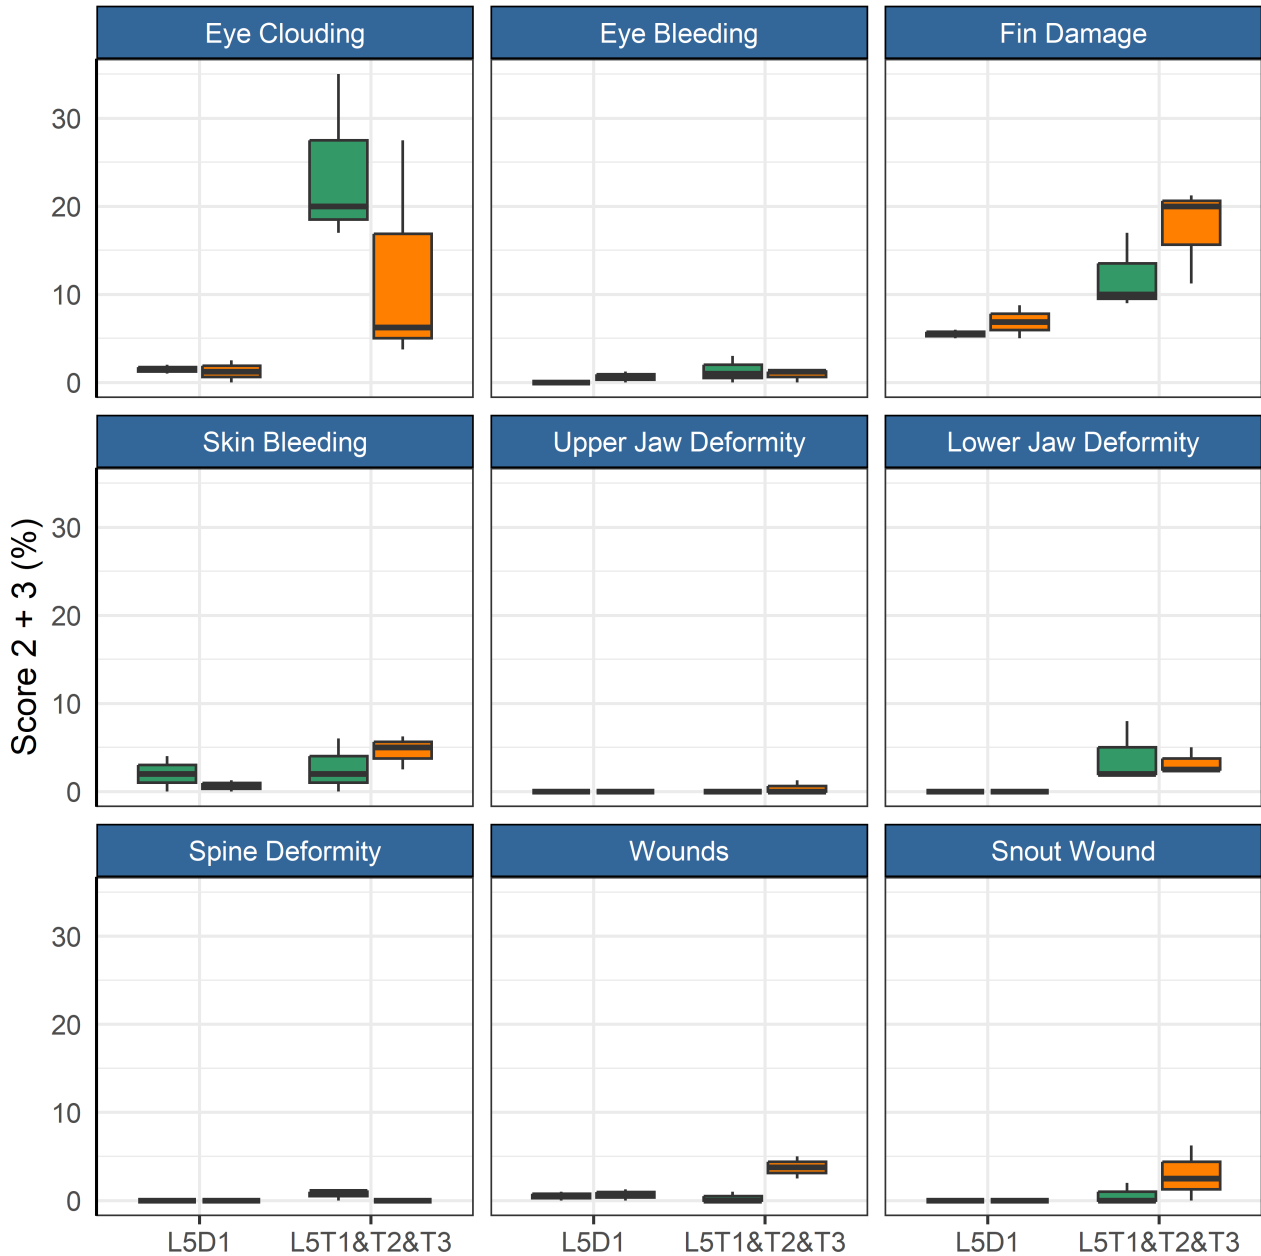 Eye Clouding
Eye Bleeding
Fin Damage
30
20
10
0
Skin Bleeding
Upper Jaw Deformity
Lower Jaw Deformity
Score 2 + 3 (%)
30
20
10
0
Spine Deformity
Wounds
Snout Wound
30
20
10
0
L5D1
L5T1&T2&T3
L5D1
L5T1&T2&T3
L5D1
L5T1&T2&T3